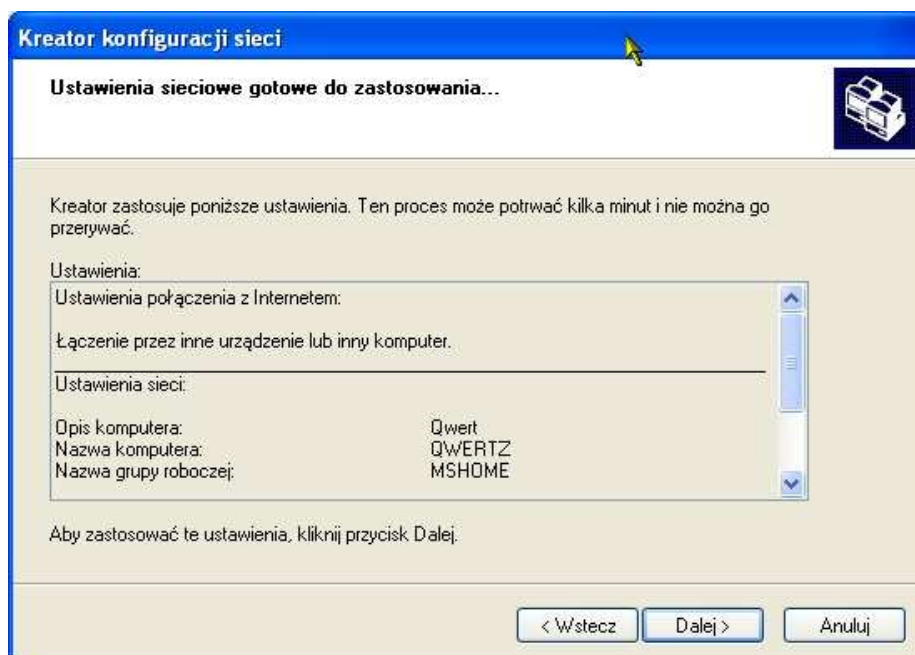 Kreator konfiguracji sieci
Ustawienia sieciowe gotowe do zastosowania...
Kreator zastosuje poniższe ustawienia. Ten proces może potrwać kilka minut i nie można go
przerywać.
Ustawienia:
Ustawienia połączenia z Internetem:
Łączenie przez inne urządzenie lub inny komputer.
Ustawienia sieci:
Opis komputera: Qwert
Nazwa komputera: QWERTZ
Nazwa grupy roboczej: MSHOME
Aby zastosować te ustawienia, kliknij przycisk Dalej.
< Wstecz Dalej > Anuluj